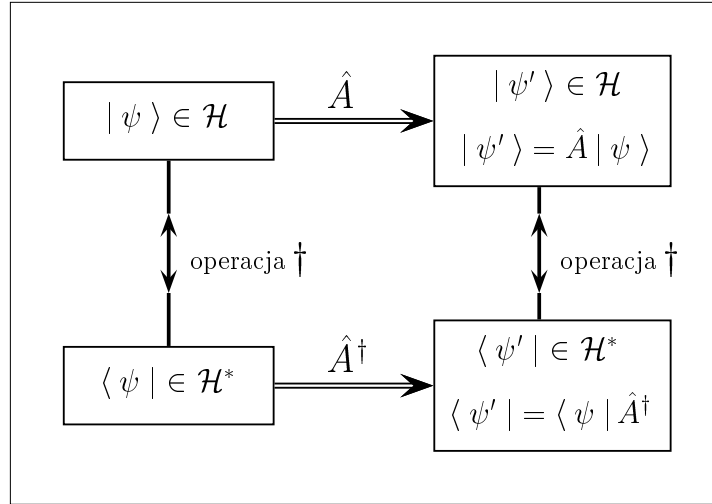 | ψ ⟩ ∈ ℋ
Â
| ψ′ ⟩ ∈ ℋ
| ψ′ ⟩ = Â | ψ ⟩
operacja †
operacja †
⟨ ψ | ∈ ℋ*
Â†
⟨ ψ′ | ∈ ℋ*
⟨ ψ′ | = ⟨ ψ | Â†